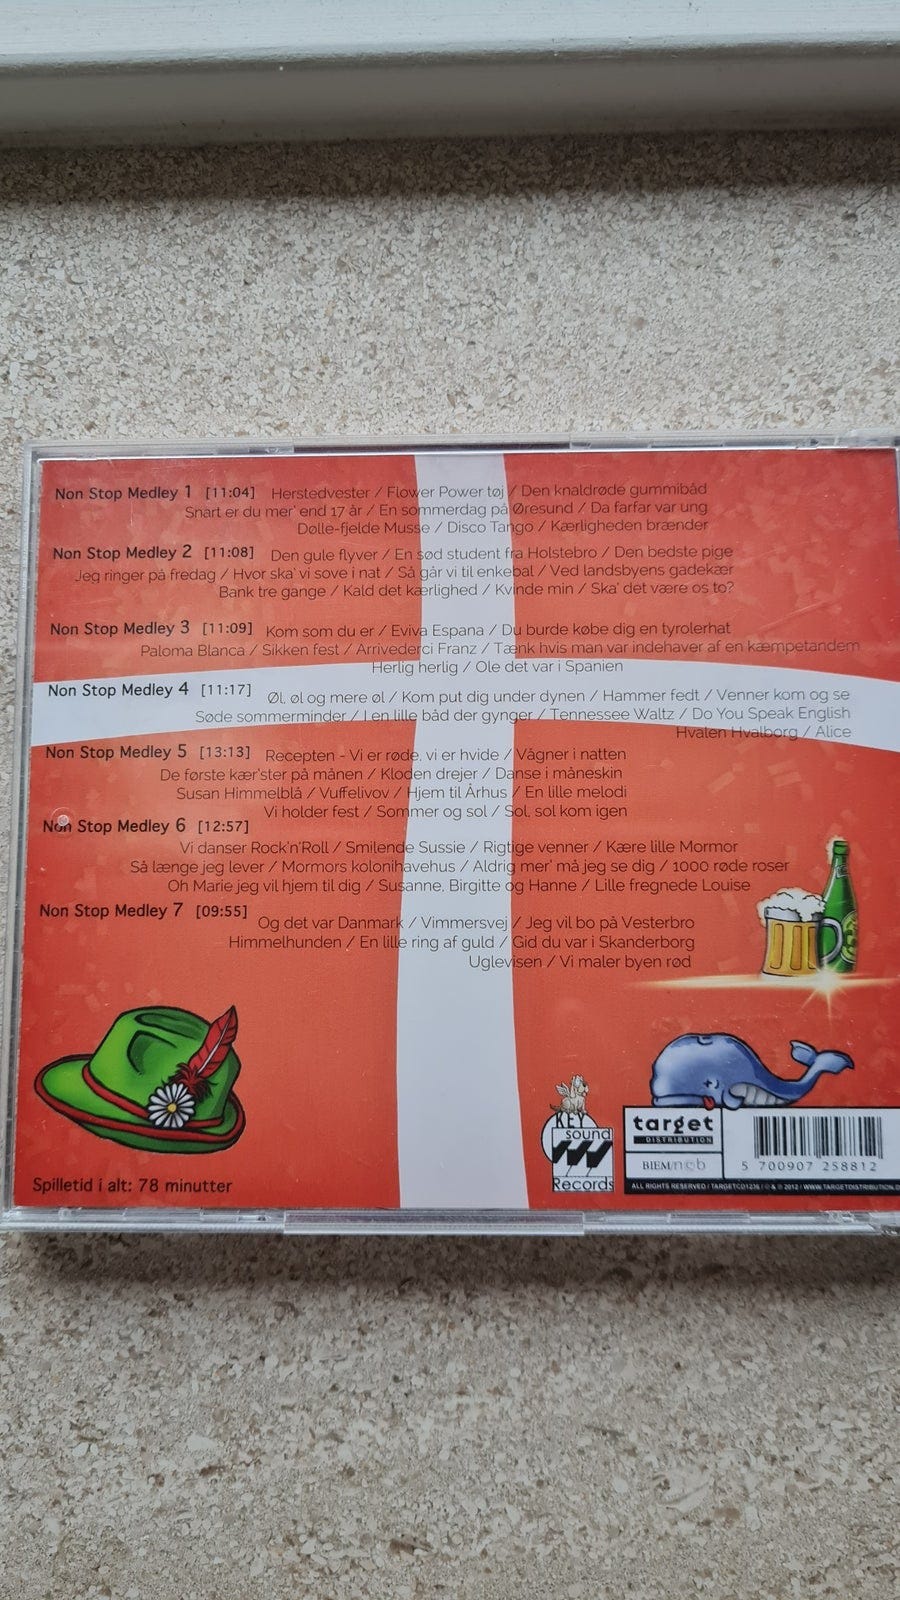 Non Stop Medley 1 [11:04] Herstedvester / Flower Power tøj / Den knaldrøde gummibåd
Snart er du mer' end 17 år / En sommerdag på Øresund / Da farfar var ung
Dølle-fjelde Musse / Disco Tango / Kærligheden brænder
Non Stop Medley 2 [11:08] Den gule flyver / En sød student fra Holstebro / Den bedste pige
Jeg ringer på fredag / Hvor ska' vi sove i nat / Så går vi til enkebal / Ved landsbyens gadekær
Bank tre gange / Kald det kærlighed / Kvinde min / Ska' det være os to?
Non Stop Medley 3 [11:09] Kom som du er / Eviva Espana / Du burde købe dig en tyrolerhat
Paloma Blanca / Sikken fest / Arrivederci Franz / Tænk hvis man var indehaver af en kæmpetandem
Herlig herlig / Ole det var i Spanien
Non Stop Medley 4 [11:17] Øl, øl og mere øl / Kom put dig under dynen / Hammer fedt / Venner kom og se
Søde sommerminder / I en lille båd der gynger / Tennessee Waltz / Do You Speak English
Hvalen Hvalborg / Alice
Non Stop Medley 5 [13:13] Recepten - Vi er røde, vi er hvide / Vågner i natten
De første kær'ster på månen / Kloden drejer / Danse i måneskin
Susan Himmelblå / Vuffelivov / Hjem til Århus / En lille melodi
Vi holder fest / Sommer og sol / Sol, sol kom igen
Non Stop Medley 6 [12:57]
Vi danser Rock'n'Roll / Smilende Sussie / Rigtige venner / Kære lille Mormor
Så længe jeg lever / Mormors kolonihavehus / Aldrig mer' må jeg se dig / 1000 røde roser
Oh Marie jeg vil hjem til dig / Susanne, Birgitte og Hanne / Lille fregnede Louise
Non Stop Medley 7 [09:55] Og det var Danmark / Vimmersvej / Jeg vil bo på Vesterbro
Himmelhunden / En lille ring af guld / Gid du var i Skanderborg
Uglevisen / Vi maler byen rød
Spilletid i alt: 78 minutter
KEY
sound
Records
target
DISTRIBUTION
BIEM/ncb
5 700907 258812
ALL RIGHTS RESERVED / TARGETCD1236 / ℗ & © 2012 / WWW.TARGETDISTRIBUTION.D